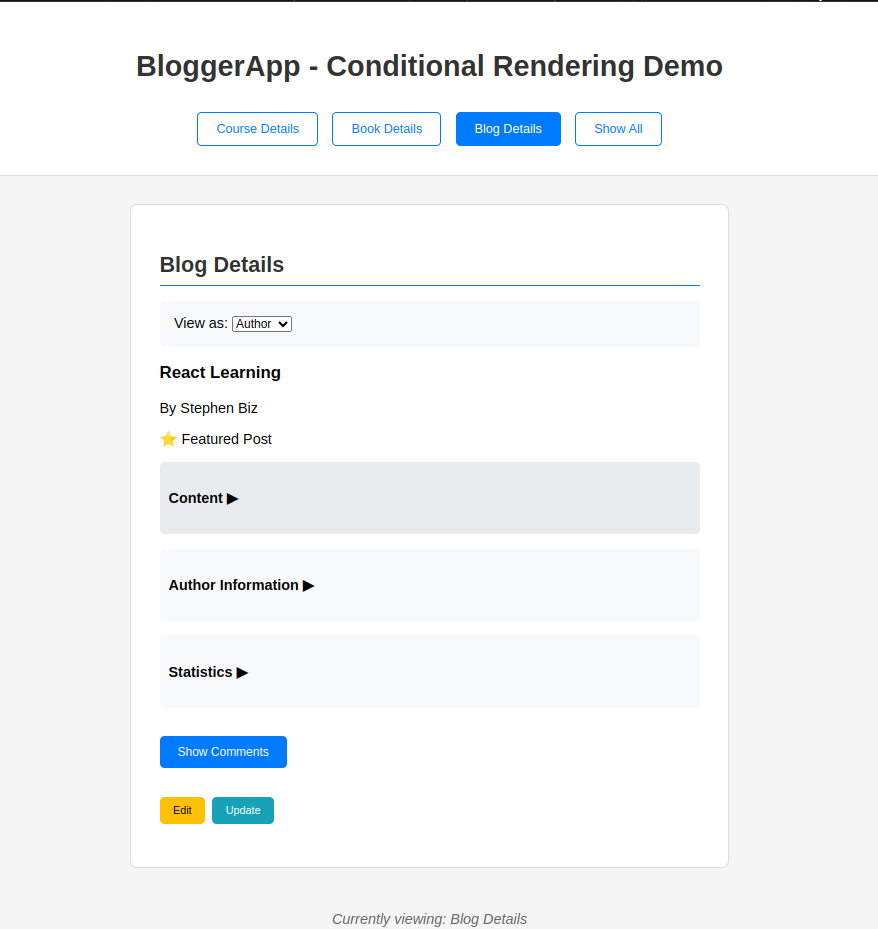 BloggerApp - Conditional Rendering Demo
Course Details Book Details Blog Details Show All
Blog Details
View as: Author
React Learning
By Stephen Biz
⭐ Featured Post
Content ▶
Author Information ▶
Statistics ▶
Show Comments
Edit Update
Currently viewing: Blog Details